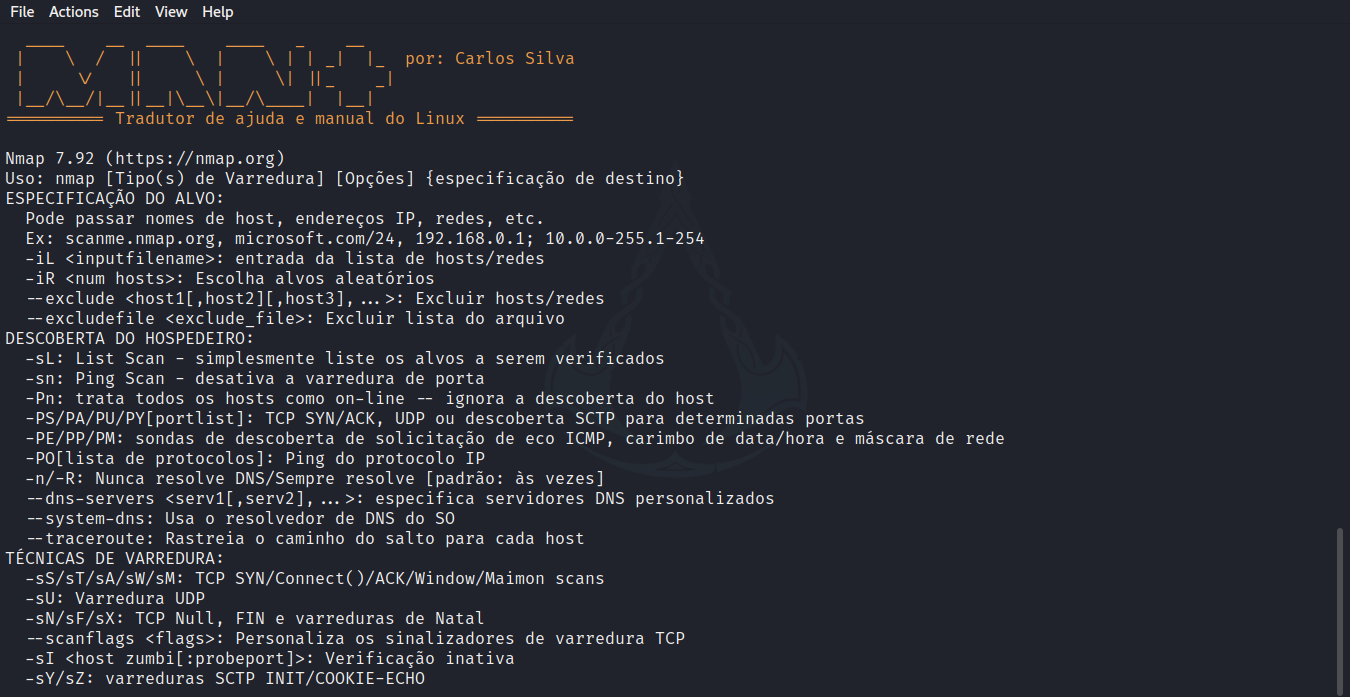 File Actions Edit View Help
por: Carlos Silva
========== Tradutor de ajuda e manual do Linux ==========
Nmap 7.92 (https://nmap.org)
Uso: nmap [Tipo(s) de Varredura] [Opções] {especificação de destino}
ESPECIFICAÇÃO DO ALVO:
Pode passar nomes de host, endereços IP, redes, etc.
Ex: scanme.nmap.org, microsoft.com/24, 192.168.0.1; 10.0.0-255.1-254
-iL <inputfilename>: entrada da lista de hosts/redes
-iR <num hosts>: Escolha alvos aleatórios
--exclude <host1[,host2][,host3],...>: Excluir hosts/redes
--excludefile <exclude_file>: Excluir lista do arquivo
DESCOBERTA DO HOSPEDEIRO:
-sL: List Scan - simplesmente liste os alvos a serem verificados
-sn: Ping Scan - desativa a varredura de porta
-Pn: trata todos os hosts como on-line -- ignora a descoberta do host
-PS/PA/PU/PY[portlist]: TCP SYN/ACK, UDP ou descoberta SCTP para determinadas portas
-PE/PP/PM: sondas de descoberta de solicitação de eco ICMP, carimbo de data/hora e máscara de rede
-PO[lista de protocolos]: Ping do protocolo IP
-n/-R: Nunca resolve DNS/Sempre resolve [padrão: às vezes]
--dns-servers <serv1[,serv2],...>: especifica servidores DNS personalizados
--system-dns: Usa o resolvedor de DNS do SO
--traceroute: Rastreia o caminho do salto para cada host
TÉCNICAS DE VARREDURA:
-sS/sT/sA/sW/sM: TCP SYN/Connect()/ACK/Window/Maimon scans
-sU: Varredura UDP
-sN/sF/sX: TCP Null, FIN e varreduras de Natal
--scanflags <flags>: Personaliza os sinalizadores de varredura TCP
-sI <host zumbi[:probeport]>: Verificação inativa
-sY/sZ: varreduras SCTP INIT/COOKIE-ECHO